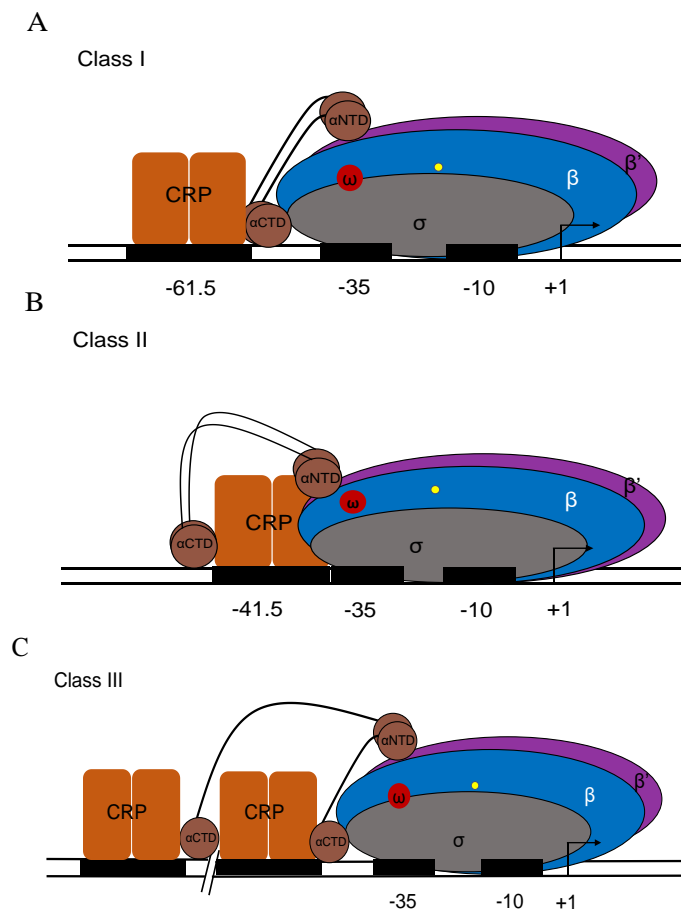 A
Class I
αNTD
β'
CRP
ω
β
αCTD
σ
-61.5 -35 -10 +1
B
Class II
αNTD
β'
ω
β
CRP
αCTD
σ
-41.5 -35 -10 +1
C
Class III
αNTD
β'
ω
β
CRP CRP
αCTD αCTD
σ
-35 -10 +1